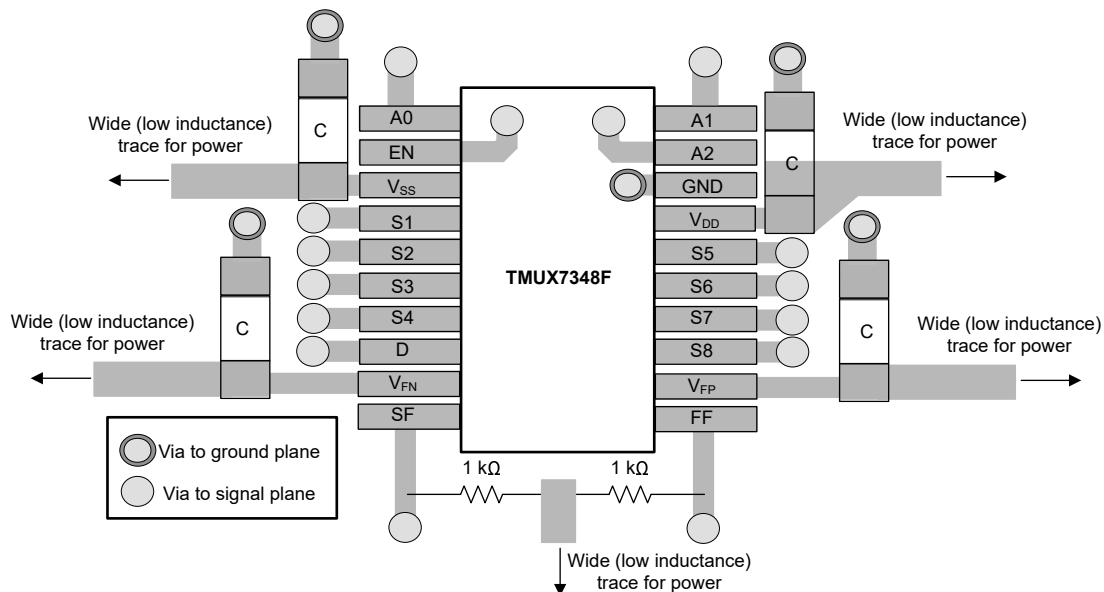 Wide (low inductance)
trace for power
C
A0
EN
VSS
S1
S2
S3
S4
D
VFN
SF
TMUX7348F
A1
A2
GND
VDD
S5
S6
S7
S8
VFP
FF
C
Wide (low inductance)
trace for power
Wide (low inductance)
trace for power
C
C
Wide (low inductance)
trace for power
Via to ground plane
Via to signal plane
1 kΩ
1 kΩ
Wide (low inductance)
trace for power